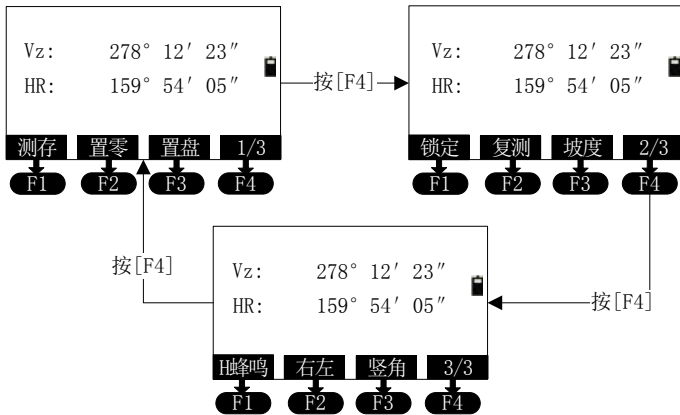 Vz: 278° 12′ 23″
HR: 159° 54′ 05″
测存 置零 置盘 1/3
F1 F2 F3 F4
按[F4]
Vz: 278° 12′ 23″
HR: 159° 54′ 05″
锁定 复测 坡度 2/3
F1 F2 F3 F4
按[F4]
Vz: 278° 12′ 23″
HR: 159° 54′ 05″
H蜂鸣 右左 竖角 3/3
F1 F2 F3 F4
按[F4]